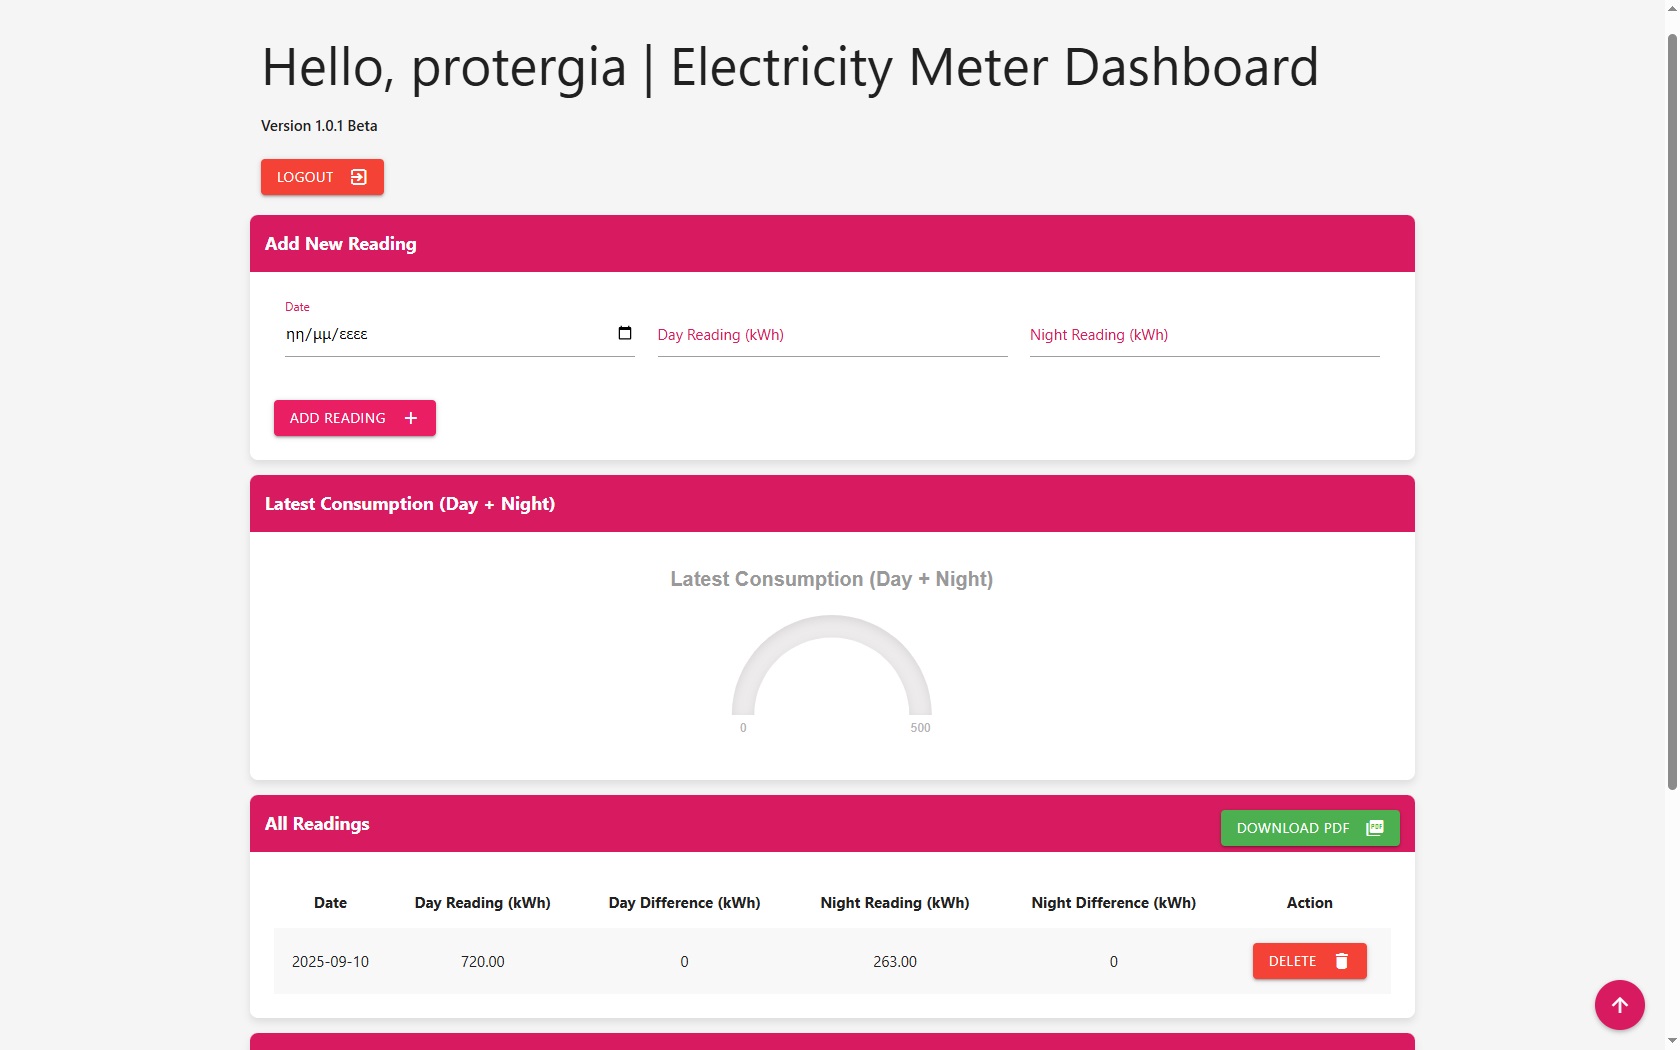 Hello, protergia | Electricity Meter Dashboard
Version 1.0.1 Beta
LOGOUT
Add New Reading
Date
ηη/μμ/εεεε
Day Reading (kWh)
Night Reading (kWh)
ADD READING
Latest Consumption (Day + Night)
Latest Consumption (Day + Night)
0 500
All Readings
DOWNLOAD PDF PDF
Date Day Reading (kWh) Day Difference (kWh) Night Reading (kWh) Night Difference (kWh) Action
2025-09-10 720.00 0 263.00 0 DELETE